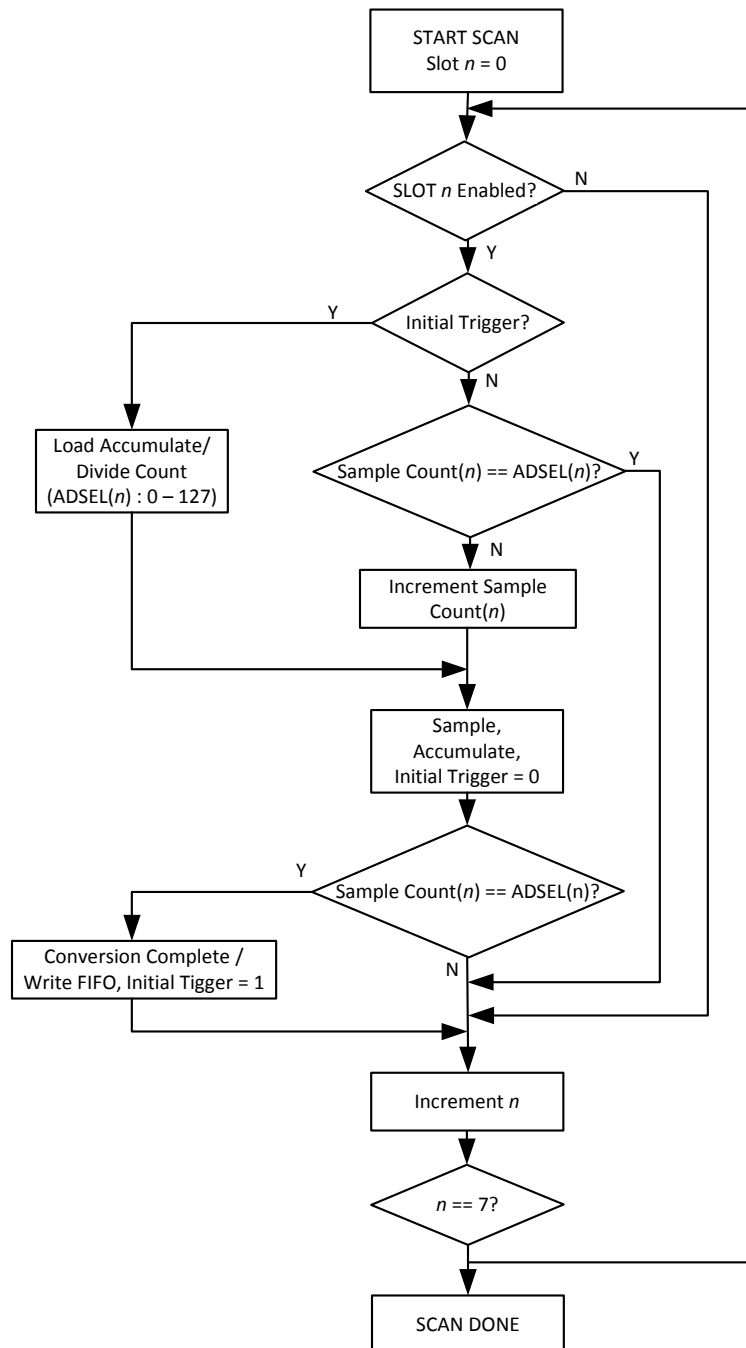 START SCAN
Slot n = 0
SLOT n Enabled?
N
Y
Y
Initial Trigger?
N
Load Accumulate/
Divide Count
(ADSEL(n) : 0 – 127)
Sample Count(n) == ADSEL(n)?
Y
N
Increment Sample
Count(n)
Sample,
Accumulate,
Initial Trigger = 0
Y
Sample Count(n) == ADSEL(n)?
Conversion Complete /
Write FIFO, Initial Tigger = 1
N
Increment n
n == 7?
SCAN DONE